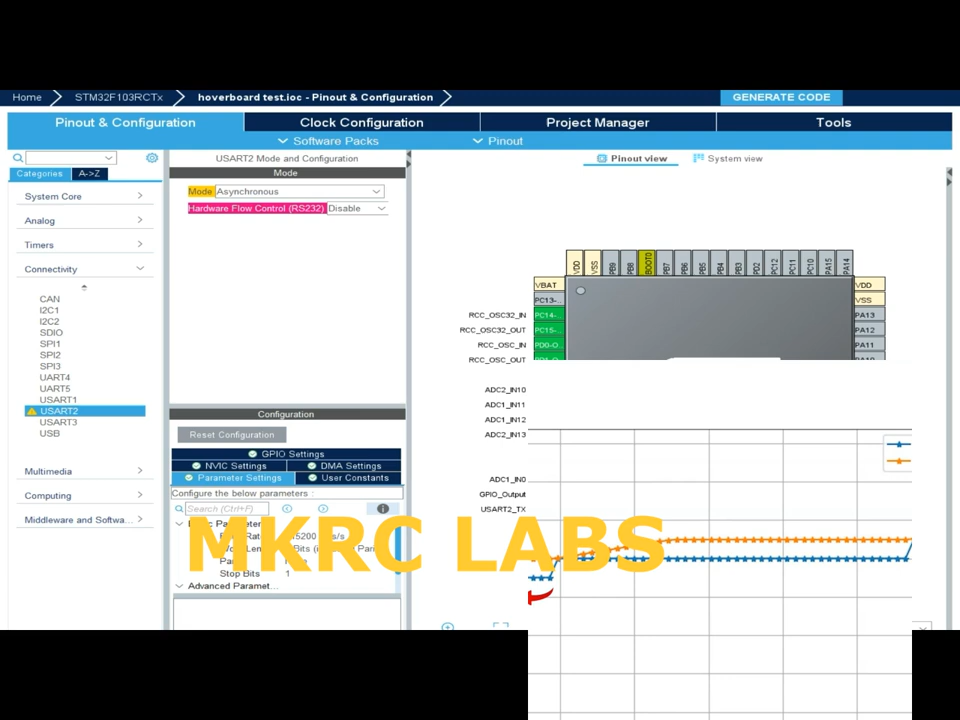 Home STM32F103RCTx hoverboard test.ioc - Pinout & Configuration GENERATE CODE
Pinout & Configuration Clock Configuration Project Manager Tools
Software Packs Pinout
USART2 Mode and Configuration
Pinout view System view
Categories A->Z
Mode
Mode Asynchronous
Hardware Flow Control (RS232) Disable
System Core
Analog
Timers
Connectivity
CAN
I2C1
I2C2
SDIO
SPI1
SPI2
SPI3
UART4
UART5
USART1
USART2
USART3
USB
Multimedia
Computing
Middleware and Softwa...
Configuration
Reset Configuration
GPIO Settings
NVIC Settings DMA Settings
Parameter Settings User Constants
Configure the below parameters :
Search (Ctrl+F)
Stop Bits 1
Advanced Paramet...
VDD VSS PB9 PB8 BOOT0 PB7 PB6 PB5 PB4 PB3 PD2 PC12 PC11 PC10 PA15 PA14
VBAT VDD
PC13-.. VSS
RCC_OSC32_IN PC14-.. PA13
RCC_OSC32_OUT PC15-.. PA12
RCC_OSC_IN PD0-O.. PA11
RCC_OSC_OUT
ADC2_IN10
ADC1_IN11
ADC1_IN12
ADC2_IN13
ADC1_IN0
GPIO_Output
USART2_TX
MKRC LABS